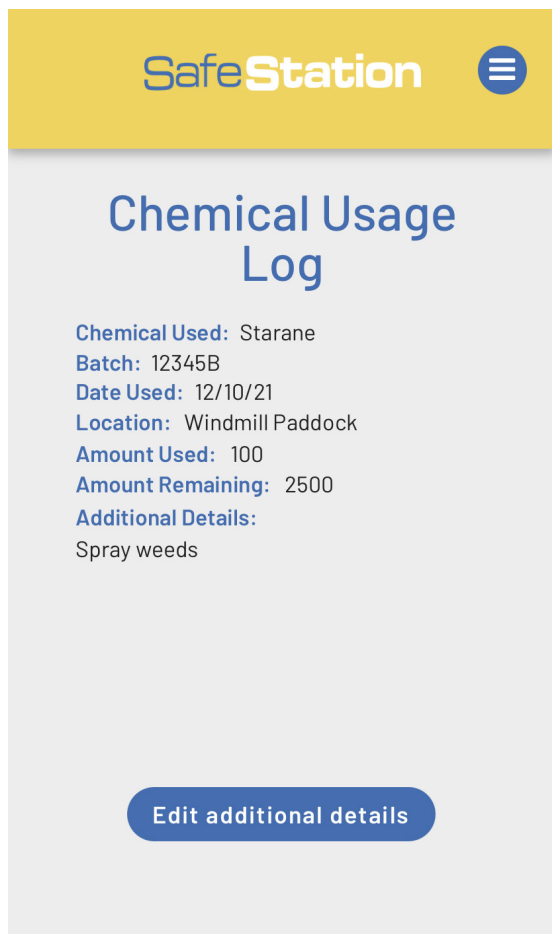 SafeStation
Chemical Usage
Log
Chemical Used: Starane
Batch: 12345B
Date Used: 12/10/21
Location: Windmill Paddock
Amount Used: 100
Amount Remaining: 2500
Additional Details:
Spray weeds
Edit additional details